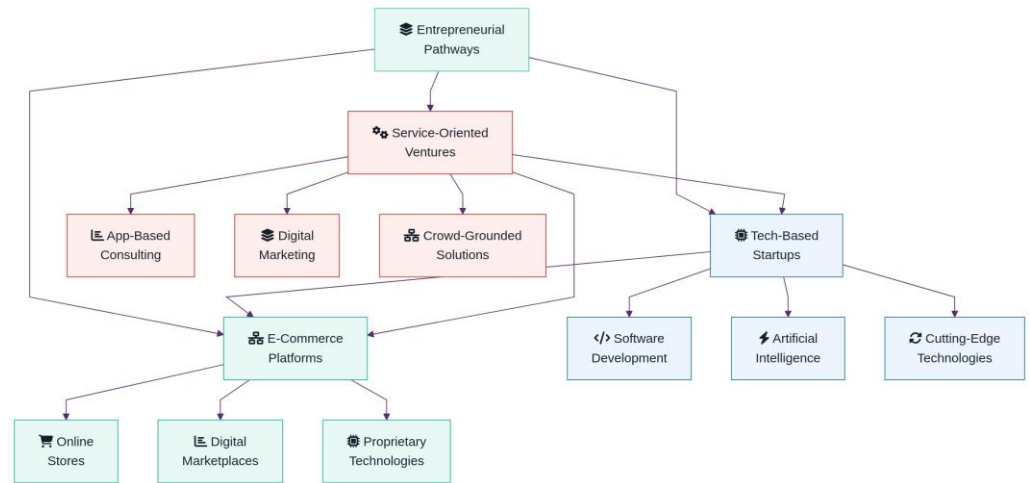 Entrepreneurial
Pathways
Service-Oriented
Ventures
App-Based
Consulting
Digital
Marketing
Crowd-Grounded
Solutions
Tech-Based
Startups
E-Commerce
Platforms
Software
Development
Artificial
Intelligence
Cutting-Edge
Technologies
Online
Stores
Digital
Marketplaces
Proprietary
Technologies